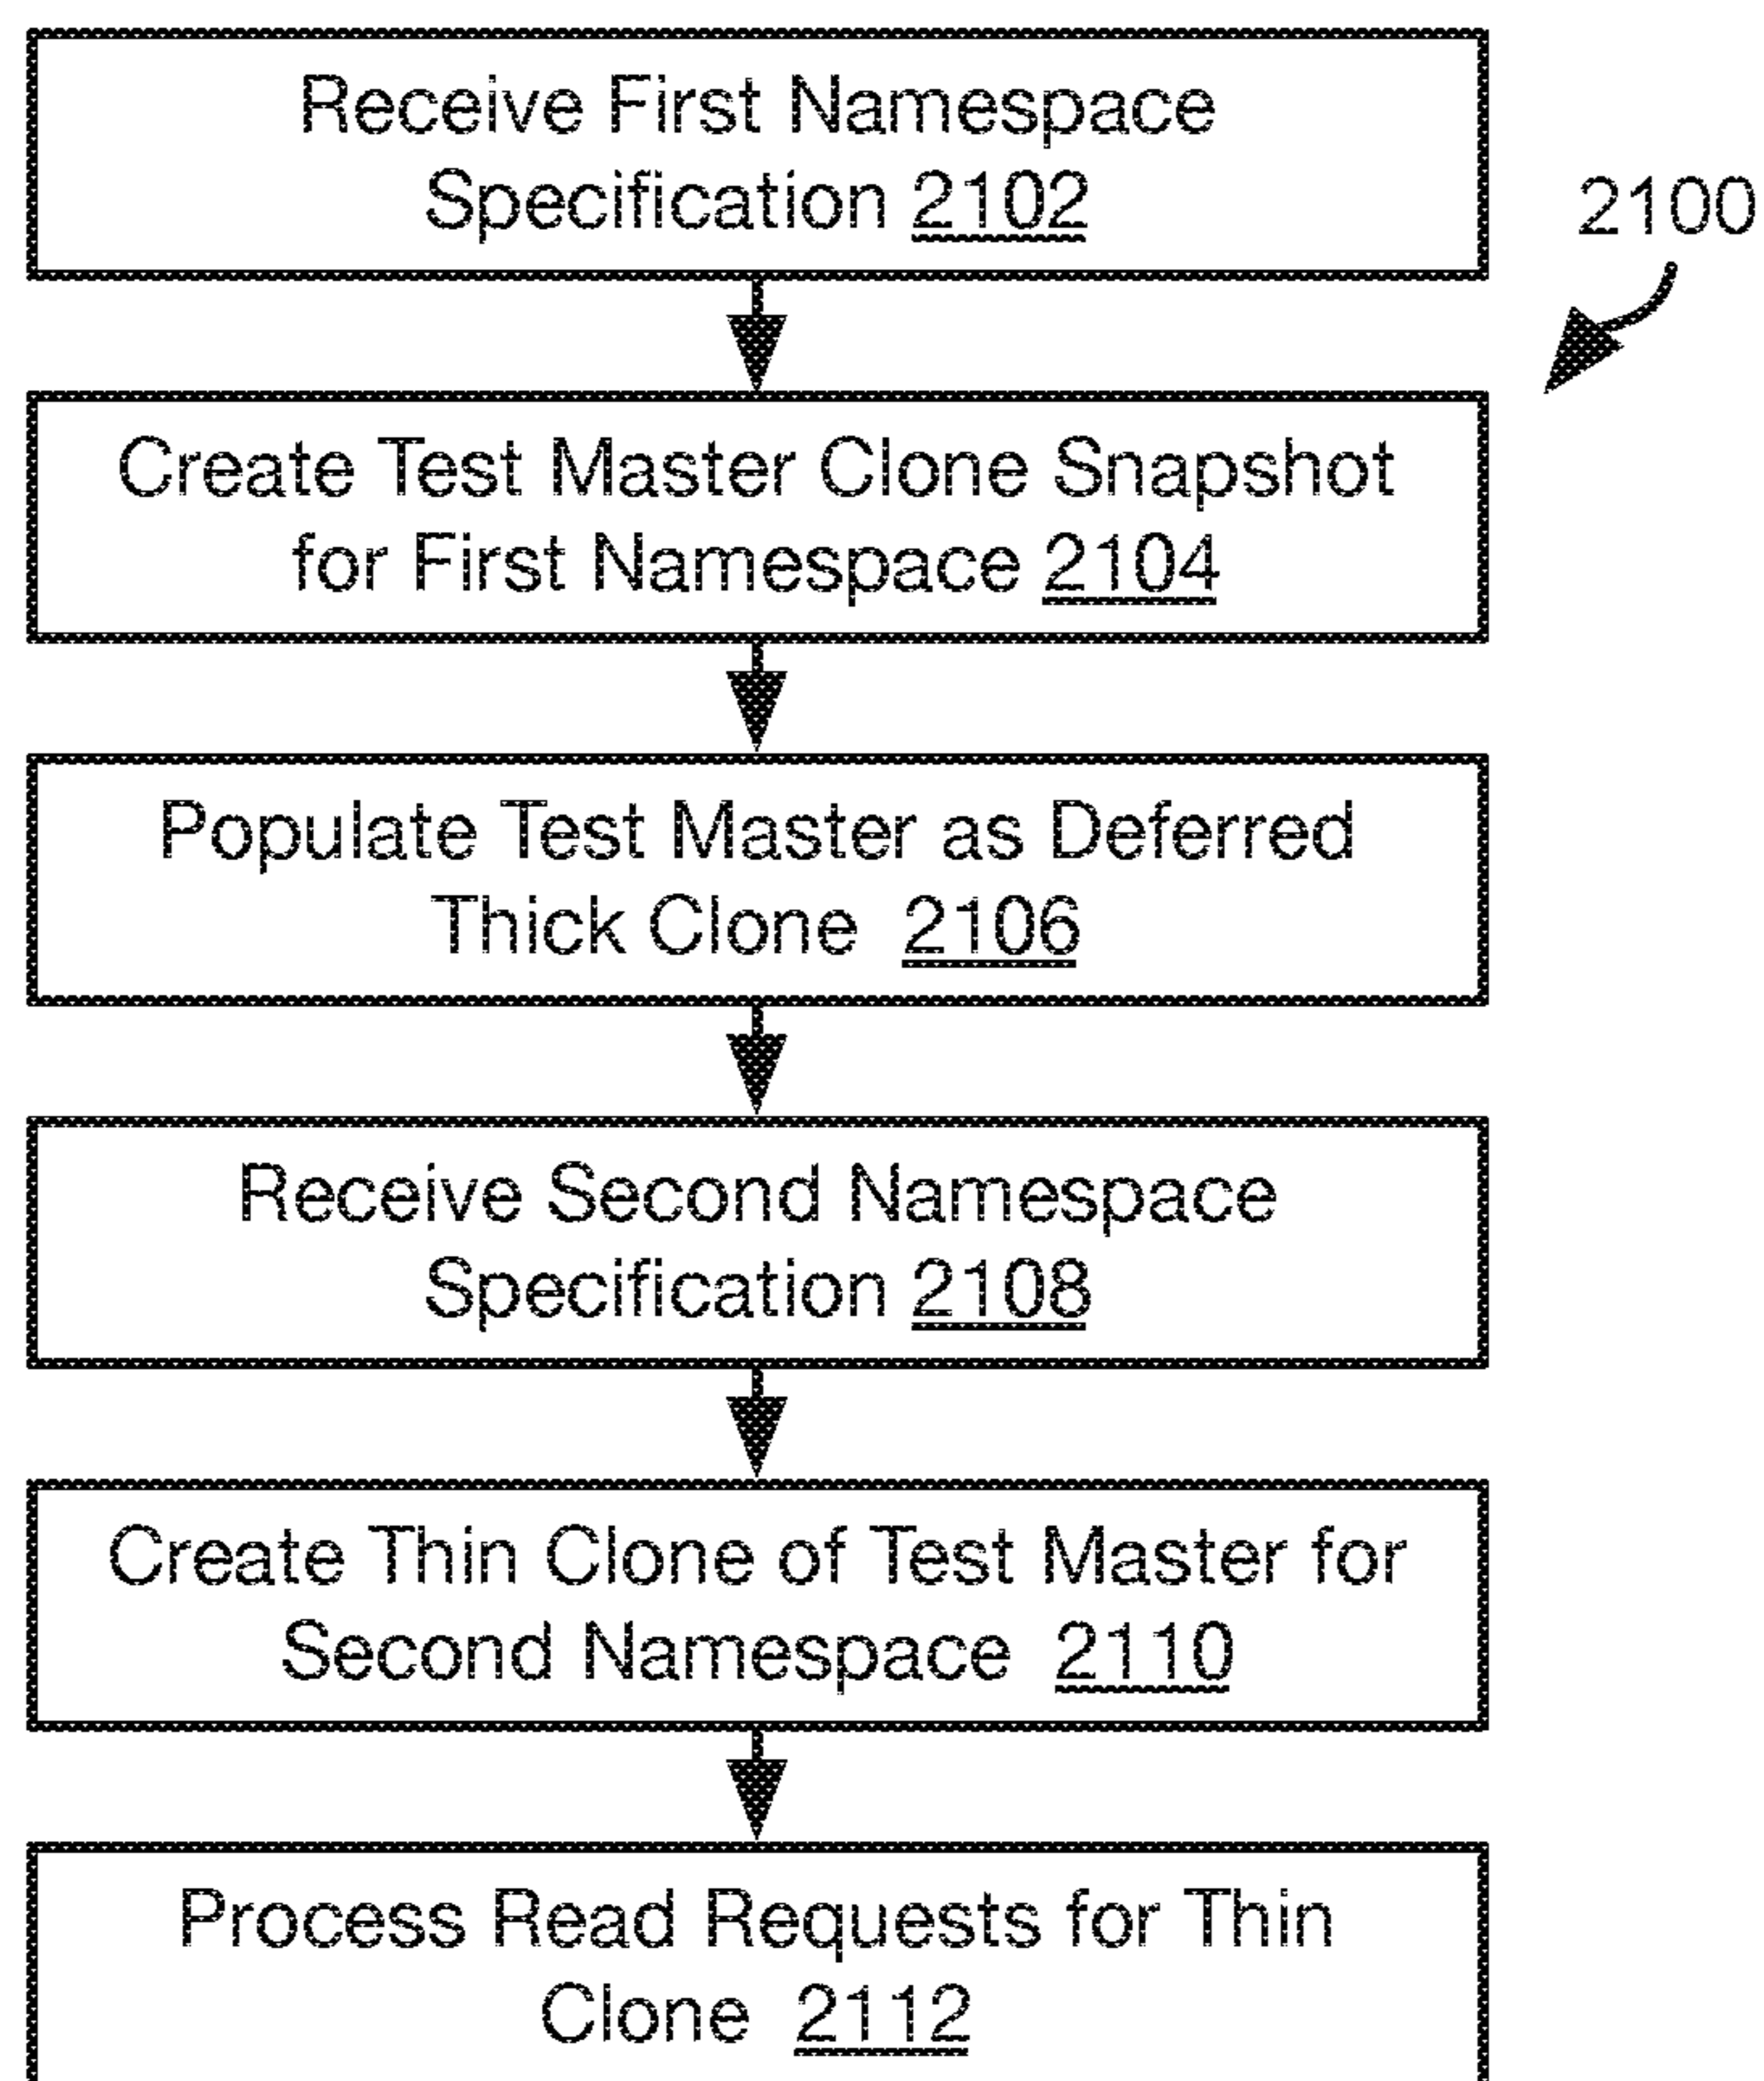 Receive First Namespace
Specification 2102
2100
Create Test Master Clone Snapshot
for First Namespace 2104
Populate Test Master as Deferred
Thick Clone 2106
Receive Second Namespace
Specification 2108
Create Thin Clone of Test Master for
Second Namespace 2110
Process Read Requests for Thin
Clone 2112